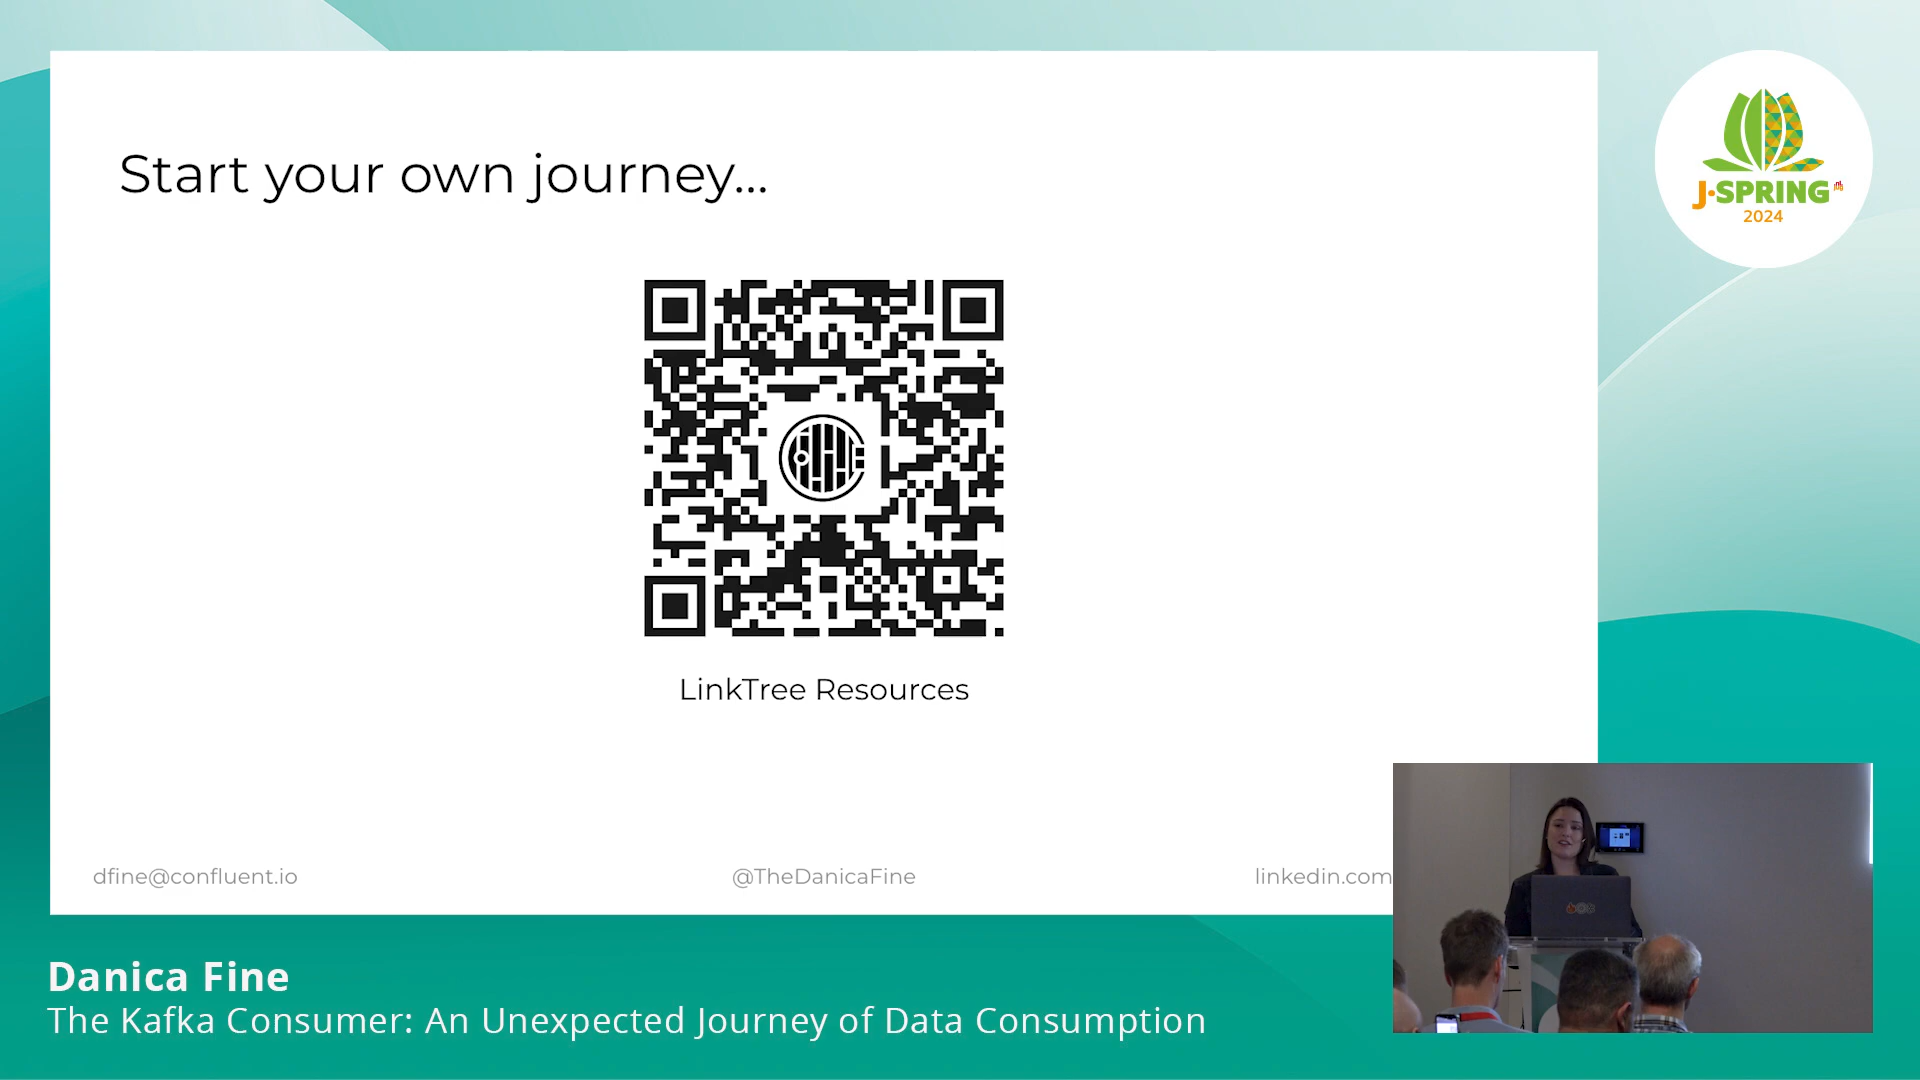 Start your own journey...
LinkTree Resources
dfine@confluent.io
@TheDanicaFine
linkedin.com
J-SPRING
2024
Danica Fine
The Kafka Consumer: An Unexpected Journey of Data Consumption